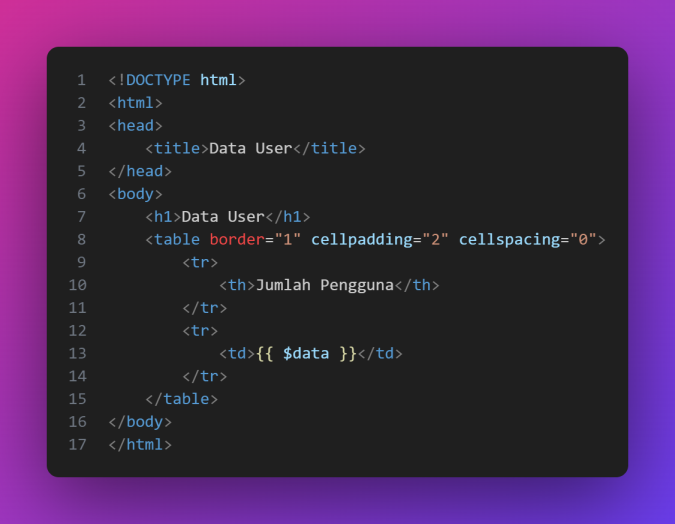 1 <!DOCTYPE html>
2 <html>
3 <head>
4     <title>Data User</title>
5 </head>
6 <body>
7     <h1>Data User</h1>
8     <table border="1" cellpadding="2" cellspacing="0">
9         <tr>
10             <th>Jumlah Pengguna</th>
11         </tr>
12         <tr>
13             <td>{{ $data }}</td>
14         </tr>
15     </table>
16 </body>
17 </html>